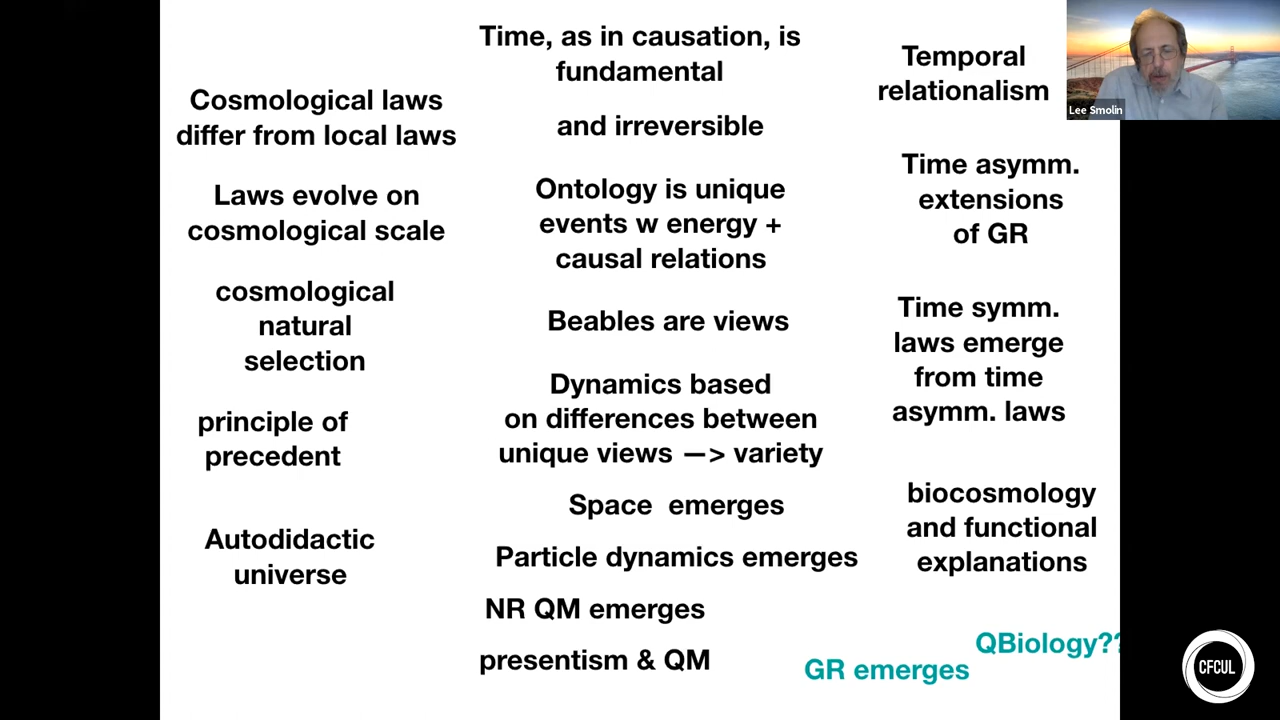 Time, as in causation, is
fundamental
and irreversible
Ontology is unique
events w energy +
causal relations
Beables are views
Dynamics based
on differences between
unique views —> variety
Space emerges
Particle dynamics emerges
NR QM emerges
presentism & QM
Cosmological laws
differ from local laws
Laws evolve on
cosmological scale
cosmological
natural
selection
principle of
precedent
Autodidactic
universe
Temporal
relationalism
Time asymm.
extensions
of GR
Time symm.
laws emerge
from time
asymm. laws
biocosmology
and functional
explanations
QBiology??
GR emerges
Lee Smolin
CFCUL